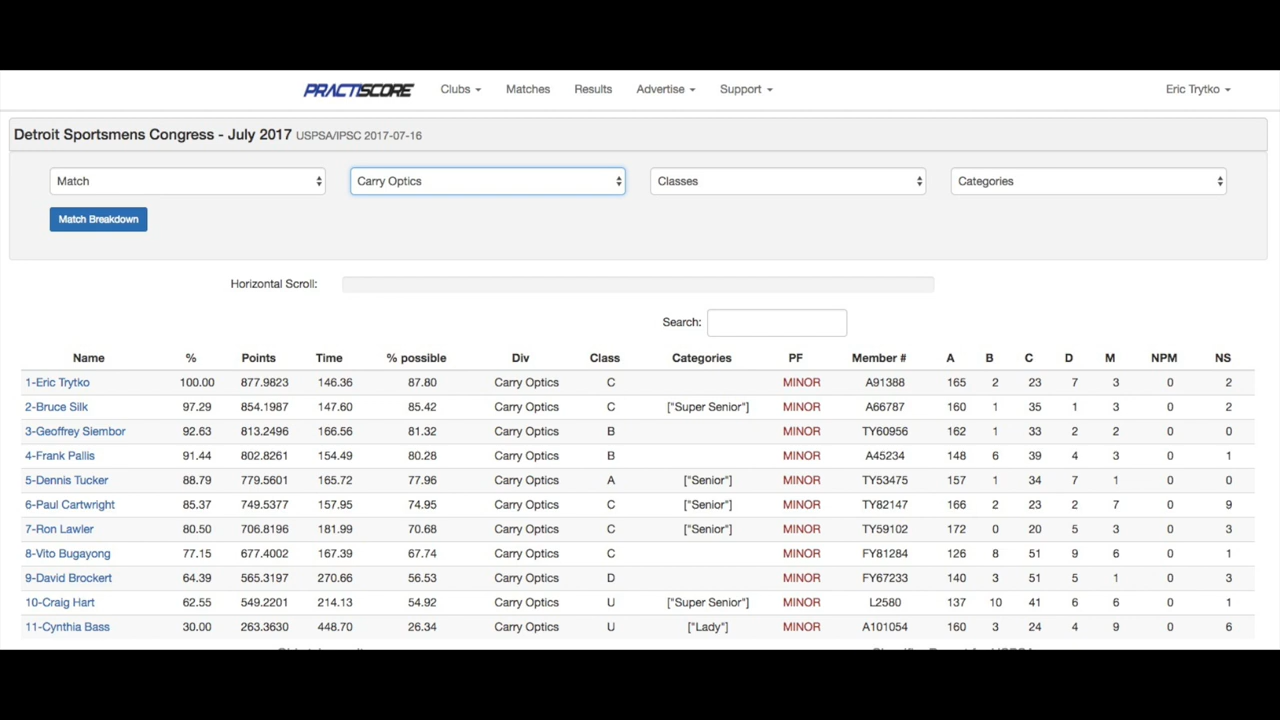 PRACTISCORE Clubs Matches Results Advertise Support Eric Trytko
Detroit Sportsmens Congress - July 2017 USPSA/IPSC 2017-07-16
Match Carry Optics Classes Categories
Match Breakdown
Horizontal Scroll:
Search:
Name % Points Time % possible Div Class Categories PF Member # A B C D M NPM NS
1-Eric Trytko 100.00 877.9823 146.36 87.80 Carry Optics C MINOR A91388 165 2 23 7 3 0 2
2-Bruce Silk 97.29 854.1987 147.60 85.42 Carry Optics C ["Super Senior"] MINOR A66787 160 1 35 1 3 0 2
3-Geoffrey Siembor 92.63 813.2496 166.56 81.32 Carry Optics B MINOR TY60956 162 1 33 2 2 0 0
4-Frank Pallis 91.44 802.8261 154.49 80.28 Carry Optics B MINOR A45234 148 6 39 4 3 0 1
5-Dennis Tucker 88.79 779.5601 165.72 77.96 Carry Optics A ["Senior"] MINOR TY53475 157 1 34 7 1 0 0
6-Paul Cartwright 85.37 749.5377 157.95 74.95 Carry Optics C ["Senior"] MINOR TY82147 166 2 23 2 7 0 9
7-Ron Lawler 80.50 706.8196 181.99 70.68 Carry Optics C ["Senior"] MINOR TY59102 172 0 20 5 3 0 3
8-Vito Bugayong 77.15 677.4002 167.39 67.74 Carry Optics C MINOR FY81284 126 8 51 9 6 0 1
9-David Brockert 64.39 565.3197 270.66 56.53 Carry Optics D MINOR FY67233 140 3 51 5 1 0 3
10-Craig Hart 62.55 549.2201 214.13 54.92 Carry Optics U ["Super Senior"] MINOR L2580 137 10 41 6 6 0 1
11-Cynthia Bass 30.00 263.3630 448.70 26.34 Carry Optics U ["Lady"] MINOR A101054 160 3 24 4 9 0 6